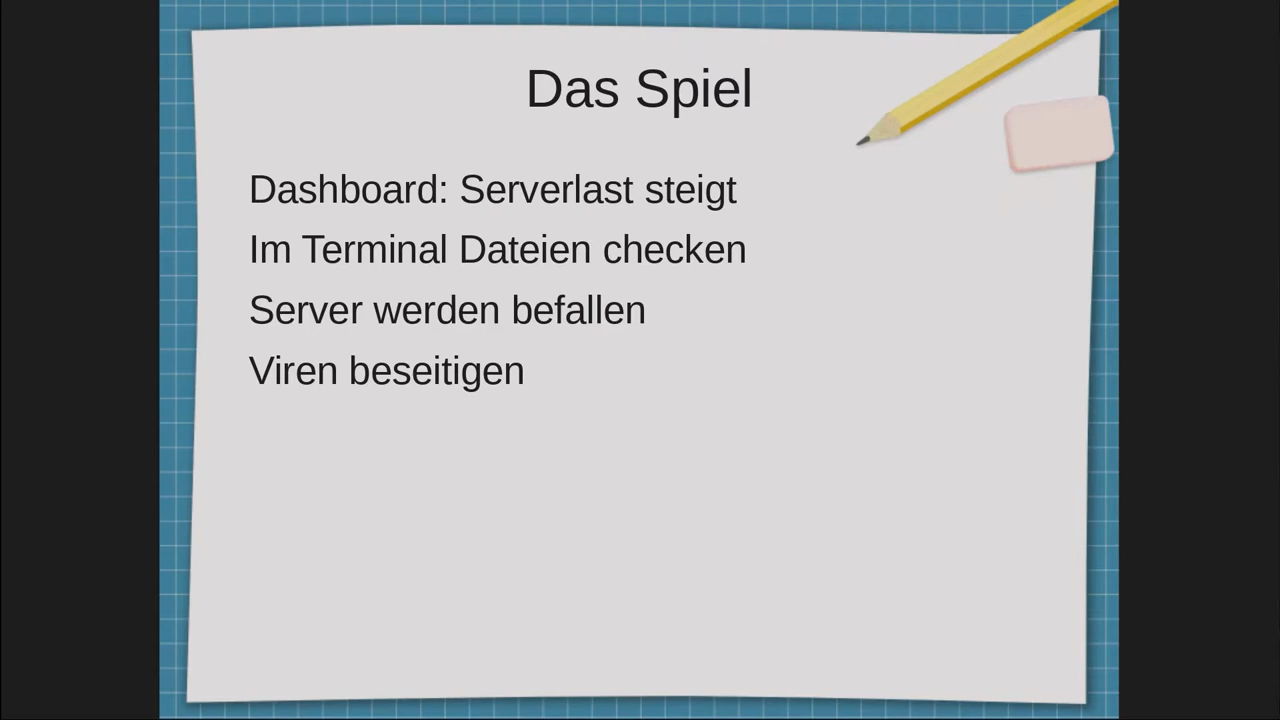 Das Spiel
Dashboard: Serverlast steigt
Im Terminal Dateien checken
Server werden befallen
Viren beseitigen